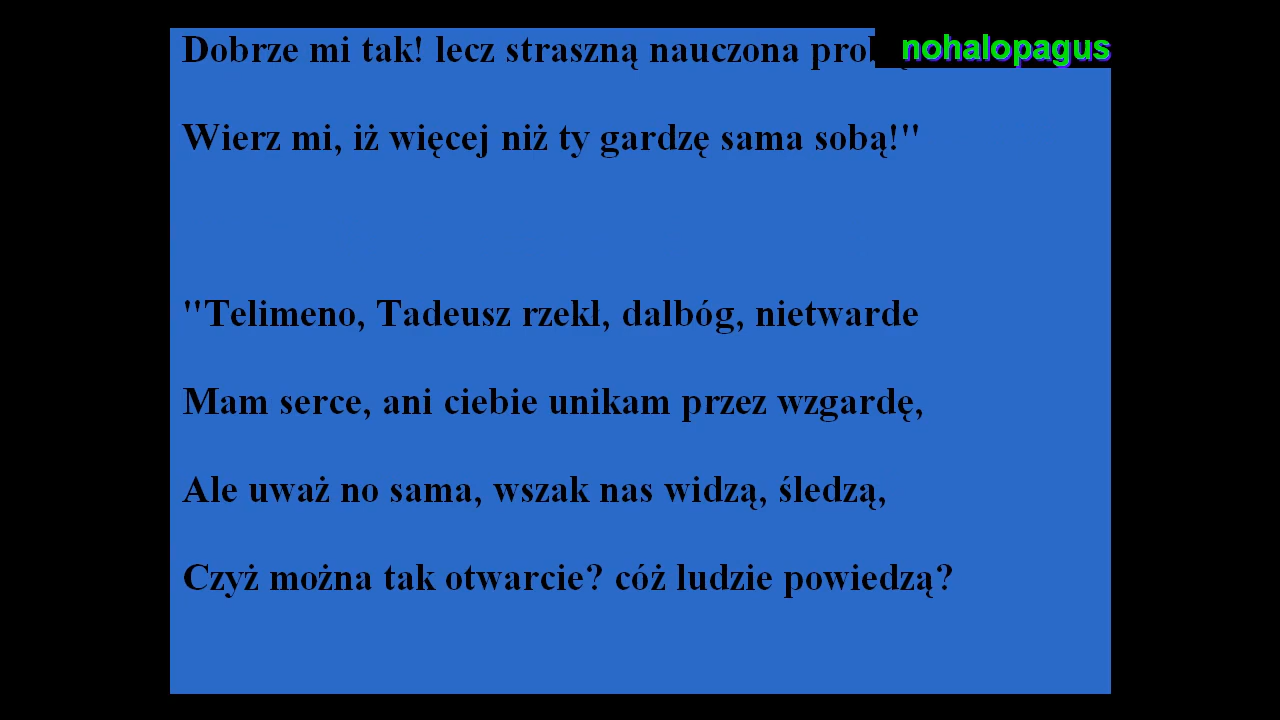 Dobrze mi tak! lecz straszną nauczona
nohalopagus
Wierz mi, iż więcej niż ty gardzę sama sobą!"
"Telimeno, Tadeusz rzekł, dalbóg, nietwarde
Mam serce, ani ciebie unikam przez wzgardę,
Ale uważ no sama, wszak nas widzą, śledzą,
Czyż można tak otwarcie? cóż ludzie powiedzą?